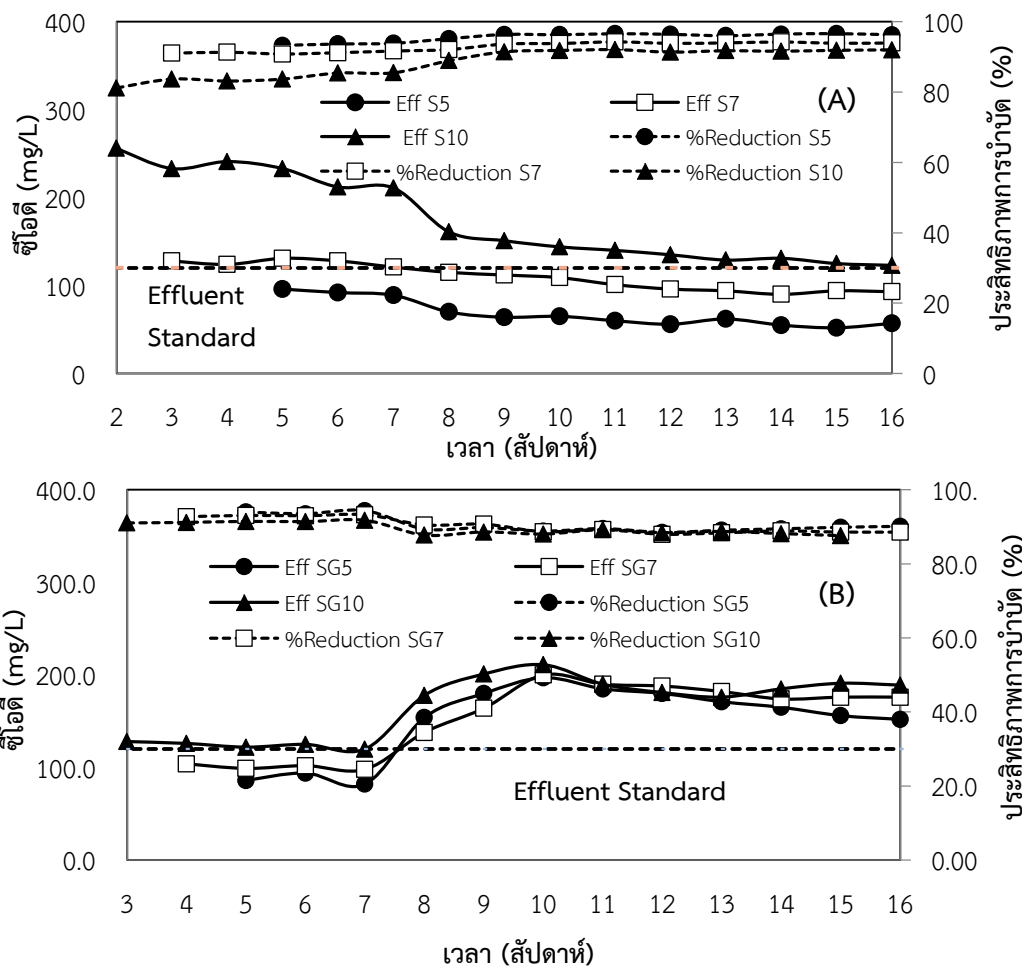 400
300
200
100
0
ซีโอดี (mg/L)
100
80
60
40
20
0
ประสิทธิภาพการบำบัด (%)
(A)
Eff S5 Eff S7
Eff S10 %Reduction S5
%Reduction S7 %Reduction S10
Effluent
Standard
2 3 4 5 6 7 8 9 10 11 12 13 14 15 16
เวลา (สัปดาห์)
400.0
300.0
200.0
100.0
0.0
ซีโอดี (mg/L)
100.
80.0
60.0
40.0
20.0
0.00
ประสิทธิภาพการบำบัด (%)
Eff SG5 Eff SG7
(B)
Eff SG10 %Reduction SG5
%Reduction SG7 %Reduction SG10
Effluent Standard
3 4 5 6 7 8 9 10 11 12 13 14 15 16
เวลา (สัปดาห์)